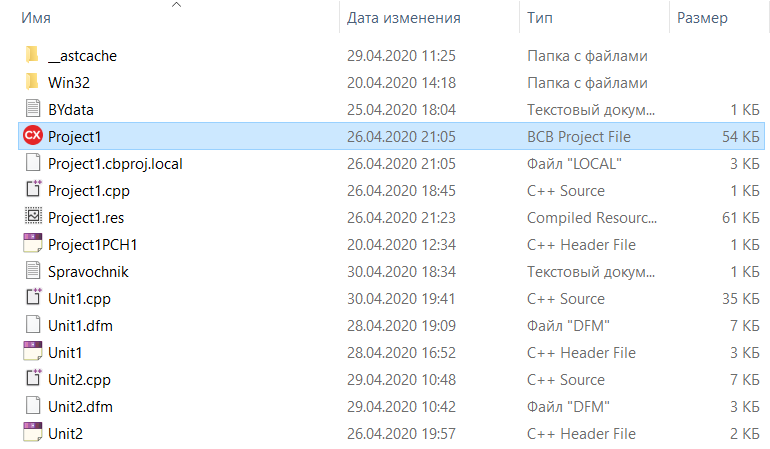 Имя Дата изменения Тип Размер
__astcache 29.04.2020 11:25 Папка с файлами
Win32 20.04.2020 14:18 Папка с файлами
BYdata 25.04.2020 18:04 Текстовый докум... 1 КБ
CX Project1 26.04.2020 21:05 BCB Project File 54 КБ
Project1.cbproj.local 26.04.2020 21:05 Файл "LOCAL" 3 КБ
Project1.cpp 26.04.2020 18:45 C++ Source 1 КБ
Project1.res 26.04.2020 21:23 Compiled Resourc... 61 КБ
Project1PCH1 20.04.2020 12:34 C++ Header File 1 КБ
Spravochnik 30.04.2020 18:34 Текстовый докум... 1 КБ
Unit1.cpp 30.04.2020 19:41 C++ Source 35 КБ
Unit1.dfm 28.04.2020 19:09 Файл "DFM" 7 КБ
Unit1 28.04.2020 16:52 C++ Header File 3 КБ
Unit2.cpp 29.04.2020 10:48 C++ Source 7 КБ
Unit2.dfm 29.04.2020 10:42 Файл "DFM" 3 КБ
Unit2 26.04.2020 19:57 C++ Header File 2 КБ